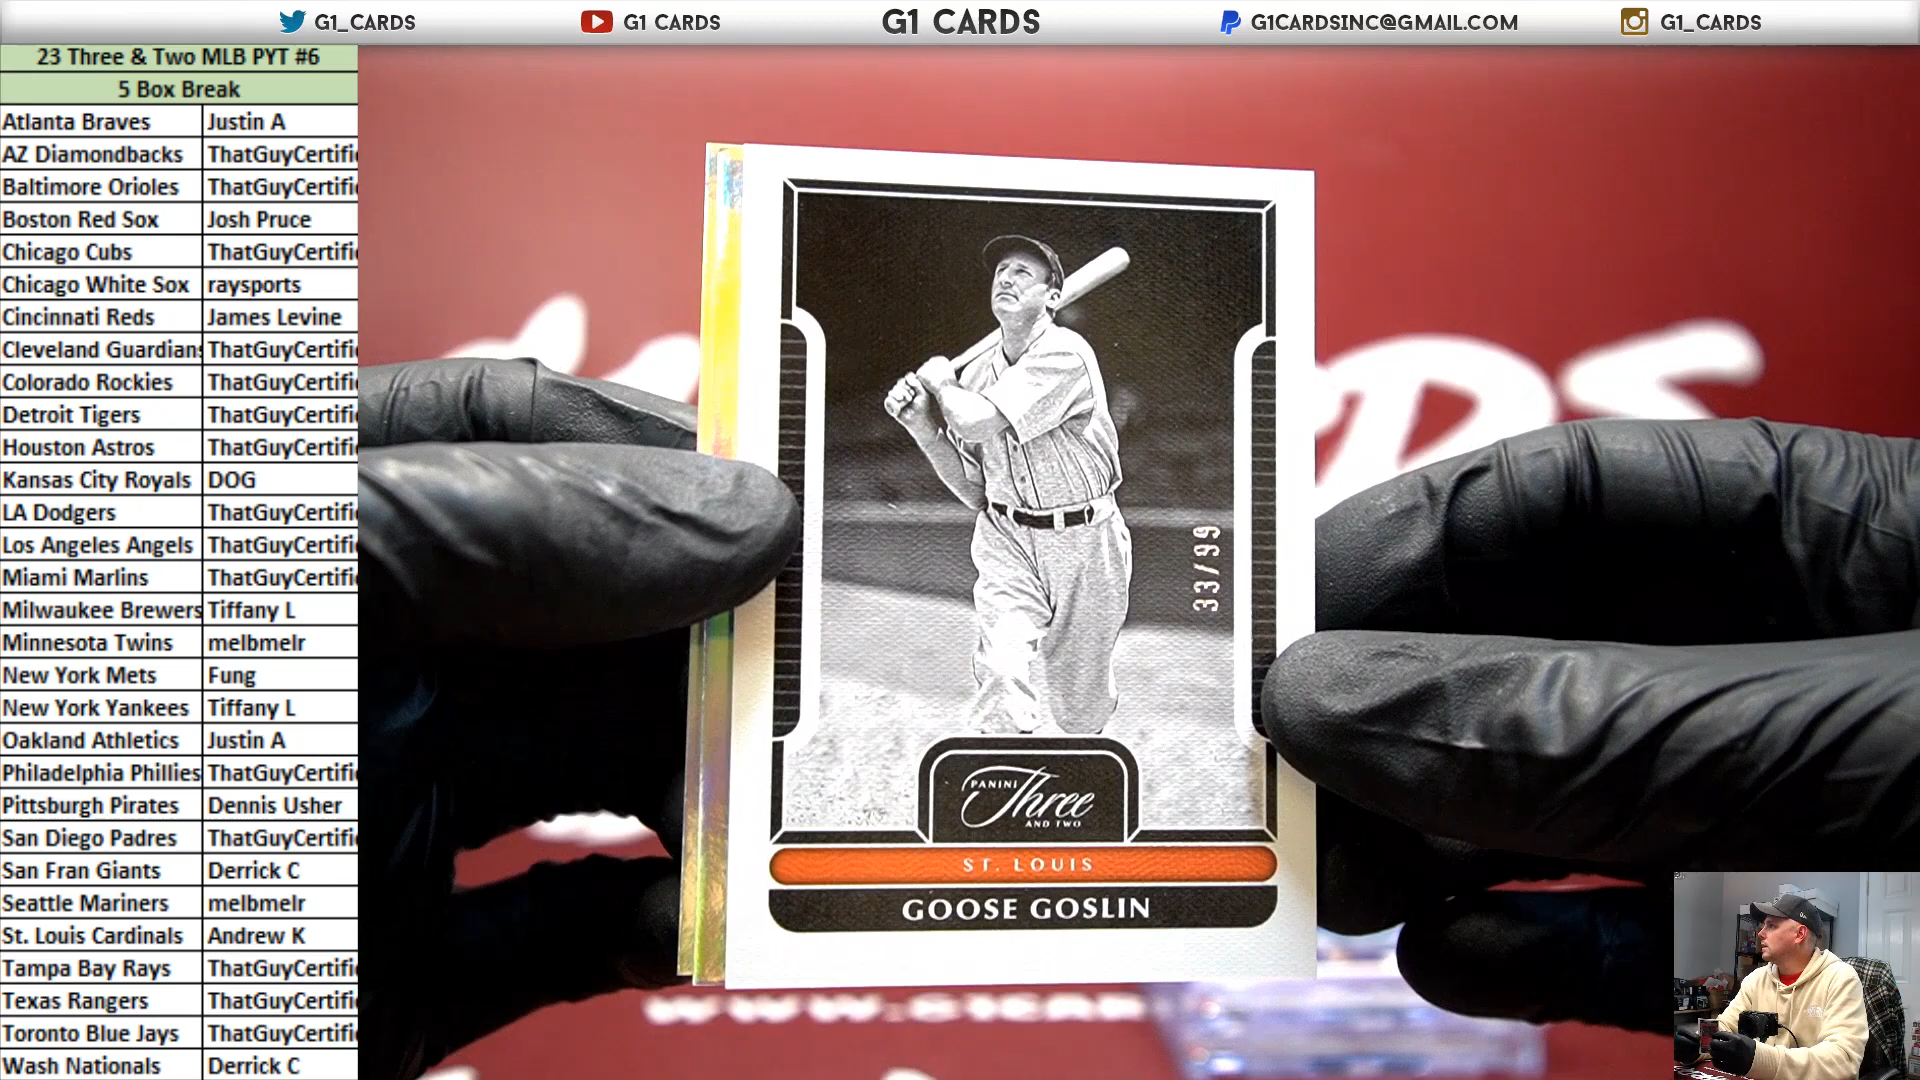 G1_CARDS
G1 CARDS
G1 CARDS
G1CARDSINC@GMAIL.COM
G1_CARDS
23 Three & Two MLB PYT #6
5 Box Break
Atlanta Braves Justin A
AZ Diamondbacks ThatGuyCertifi
Baltimore Orioles ThatGuyCertifi
Boston Red Sox Josh Pruce
Chicago Cubs ThatGuyCertifi
Chicago White Sox raysports
Cincinnati Reds James Levine
Cleveland Guardians ThatGuyCertifi
Colorado Rockies ThatGuyCertifi
Detroit Tigers ThatGuyCertifi
Houston Astros ThatGuyCertifi
Kansas City Royals DOG
LA Dodgers ThatGuyCertifi
Los Angeles Angels ThatGuyCertifi
Miami Marlins ThatGuyCertifi
Milwaukee Brewers Tiffany L
Minnesota Twins melbmelr
New York Mets Fung
New York Yankees Tiffany L
Oakland Athletics Justin A
Philadelphia Phillies ThatGuyCertifi
Pittsburgh Pirates Dennis Usher
San Diego Padres ThatGuyCertifi
San Fran Giants Derrick C
Seattle Mariners melbmelr
St. Louis Cardinals Andrew K
Tampa Bay Rays ThatGuyCertifi
Texas Rangers ThatGuyCertifi
Toronto Blue Jays ThatGuyCertifi
Wash Nationals Derrick C
33/99
PANINI
Three
AND TWO
ST. LOUIS
GOOSE GOSLIN